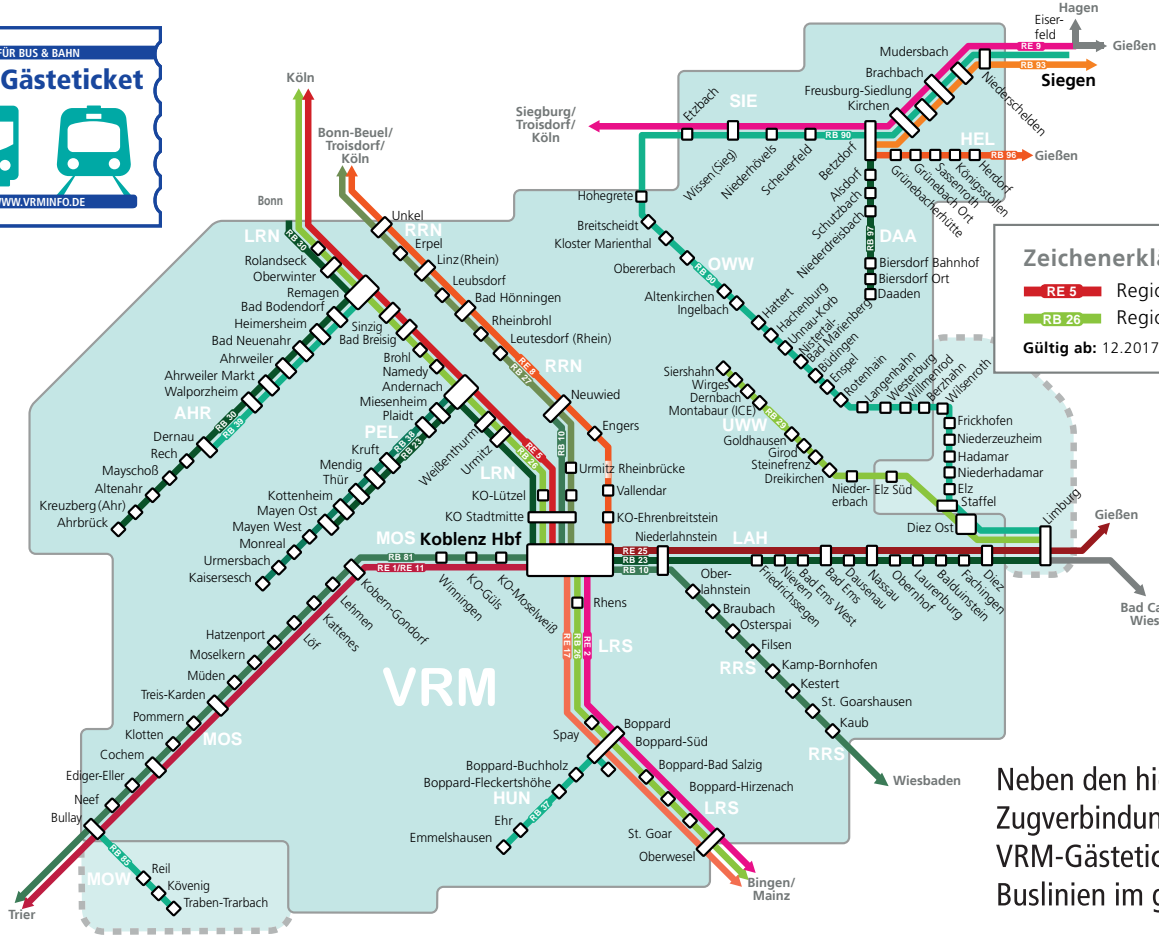 FÜR BUS & BAHN
Gästeticket
WWW.VRMINFO.DE
Köln
Bonn-Beuel/
Troisdorf/
Köln
Bonn
Siegburg/
Troisdorf/
Köln
Hagen
Eiser-
feld
RE 9
Gießen
RB 93
Siegen
Mudersbach
Brachbach
Freusburg-Siedlung
Kirchen
Niederschelden
HEL
RB 96
Gießen
SIE
Etzbach
Wissen (Sieg)
Niederhövels
Scheuerfeld
RB 90
Betzdorf
Grünebacherhütte
Grünebach Ort
Sassenroth
Königsstollen
Herdorf
Alsdorf
Schutzbach
Niederdreisbach
RB 97
DAA
Biersdorf Bahnhof
Biersdorf Ort
Daaden
Hohegrete
Breitscheidt
Kloster Marienthal
Obererbach
OWW
RB 90
Altenkirchen
Ingelbach
Hattert
Hachenburg
Unnau-Korb
Nistertal-
Bad Marienberg
Büdingen
Enspel
Rotenhain
Langenhahn
Westerburg
Willmenrod
Berzhahn
Wilsenroth
Frickhofen
Niederzeuzheim
Hadamar
Niederhadamar
Elz
Staffel
Zeichenerklä
RE 5
Regio
RB 26
Regio
Gültig ab: 12.2017
Siershahn
Wirges
Dernbach
Montabaur (ICE)
RB 29
UWW
Goldhausen
Girod
Steinefrenz
Dreikirchen
Nieder-
erbach
Elz Süd
Diez Ost
Limburg
Gießen
LRN
RB 30
Rolandseck
Oberwinter
Remagen
Bad Bodendorf
Heimersheim
Bad Neuenahr
Ahrweiler
Ahrweiler Markt
Walporzheim
AHR
RB 30
RB 39
Dernau
Rech
Mayschoß
Altenahr
Kreuzberg (Ahr)
Ahrbrück
Unkel
RRN
Erpel
Linz (Rhein)
Leubsdorf
Bad Hönningen
Rheinbrohl
Leutesdorf (Rhein)
RE 8
RB 27
RRN
Neuwied
Engers
RB 10
Urmitz Rheinbrücke
Vallendar
KO-Ehrenbreitstein
Sinzig
Bad Breisig
Brohl
Namedy
Andernach
Miesenheim
Plaidt
PEL
RB 38
RB 23
Kruft
Mendig
Thür
Kottenheim
Mayen Ost
Mayen West
Monreal
Urmersbach
Kaisersesch
Weißenthurm
Urmitz
RE 5
RB 26
LRN
KO-Lützel
KO Stadtmitte
Koblenz Hbf
MOS
RB 81
RE 1/RE 11
Winningen
KO-Güls
KO-Moselweiß
Kobern-Gondorf
Lehmen
Kattenes
Löf
Hatzenport
Moselkern
Müden
Treis-Karden
Pommern
Klotten
Cochem
MOS
Ediger-Eller
Neef
Bullay
RB 85
MOW
Reil
Kövenig
Traben-Trarbach
Trier
VRM
Niederlahnstein
LAH
RE 25
RB 23
RB 10
Friedrichssegen
Nievern
Bad Ems West
Bad Ems
Dausenau
Nassau
Obernhof
Laurenburg
Balduinstein
Fachingen
Diez
Bad Ca
Wies
Ober-
lahnstein
Braubach
Osterspai
Filsen
RRS
Kamp-Bornhofen
Kestert
St. Goarshausen
Kaub
RRS
Wiesbaden
Rhens
RE 17
RB 26
RE 2
LRS
Spay
Boppard
Boppard-Süd
Boppard-Bad Salzig
Boppard-Hirzenach
LRS
Boppard-Buchholz
Boppard-Fleckertshöhe
HUN
RB 37
Ehr
Emmelshausen
St. Goar
Oberwesel
Bingen/
Mainz
Neben den hie
Zugverbindun
VRM-Gästetic
Buslinien im g